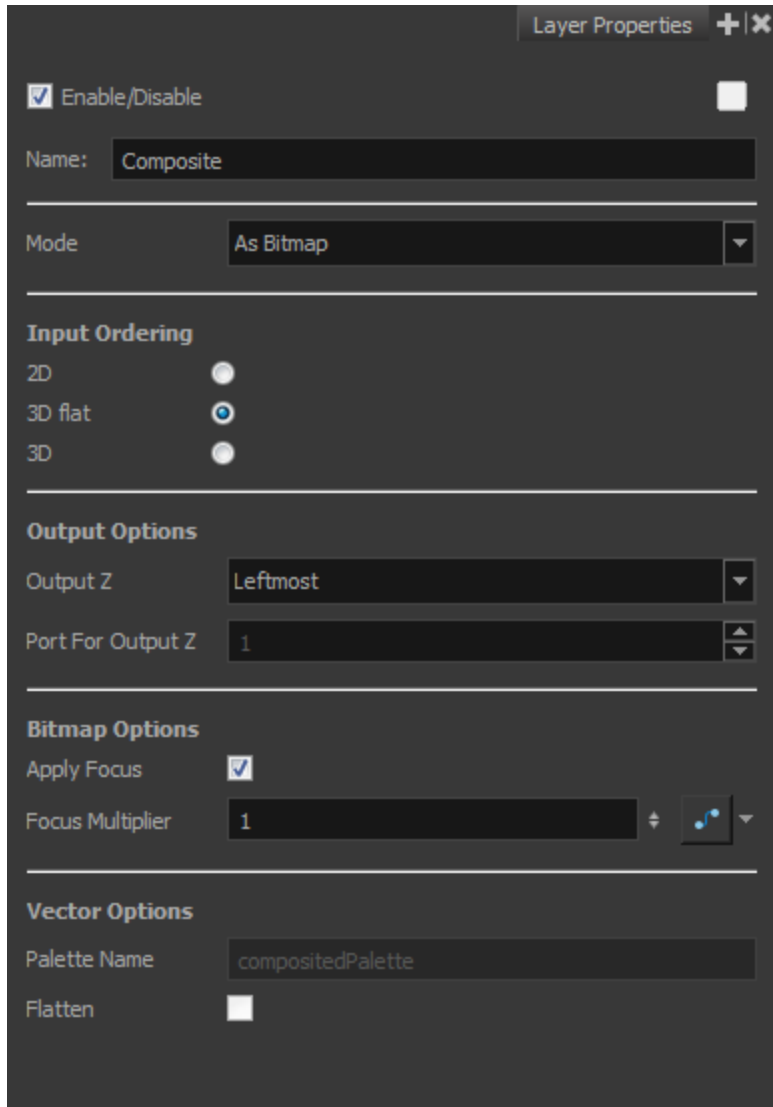 Layer Properties
Enable/Disable
Name: Composite
Mode As Bitmap
Input Ordering
2D
3D flat
3D
Output Options
Output Z Leftmost
Port For Output Z 1
Bitmap Options
Apply Focus
Focus Multiplier 1
Vector Options
Palette Name compositedPalette
Flatten